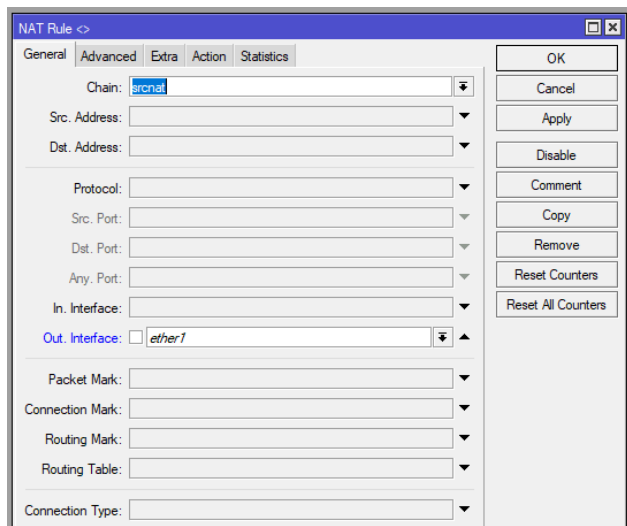 NAT Rule <>
General Advanced Extra Action Statistics
OK
Chain: srcnat
Cancel
Src. Address:
Apply
Dst. Address:
Disable
Protocol:
Comment
Src. Port:
Copy
Dst. Port:
Remove
Any. Port:
Reset Counters
In. Interface:
Reset All Counters
Out. Interface: ether1
Packet Mark:
Connection Mark:
Routing Mark:
Routing Table:
Connection Type: